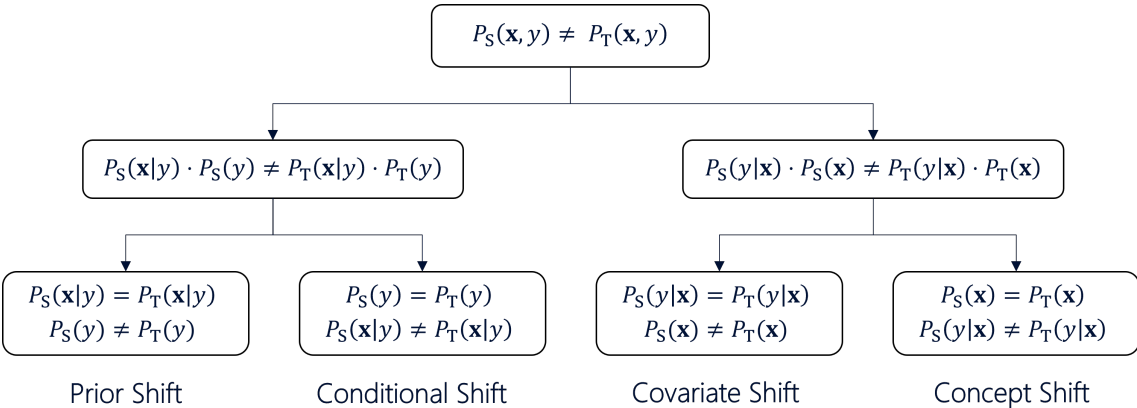 P_S(𝐱, y) ≠ P_T(𝐱, y)
P_S(𝐱|y) · P_S(y) ≠ P_T(𝐱|y) · P_T(y)
P_S(y|𝐱) · P_S(𝐱) ≠ P_T(y|𝐱) · P_T(𝐱)
P_S(𝐱|y) = P_T(𝐱|y)
P_S(y) ≠ P_T(y)
P_S(y) = P_T(y)
P_S(𝐱|y) ≠ P_T(𝐱|y)
P_S(y|𝐱) = P_T(y|𝐱)
P_S(𝐱) ≠ P_T(𝐱)
P_S(𝐱) = P_T(𝐱)
P_S(y|𝐱) ≠ P_T(y|𝐱)
Prior Shift
Conditional Shift
Covariate Shift
Concept Shift